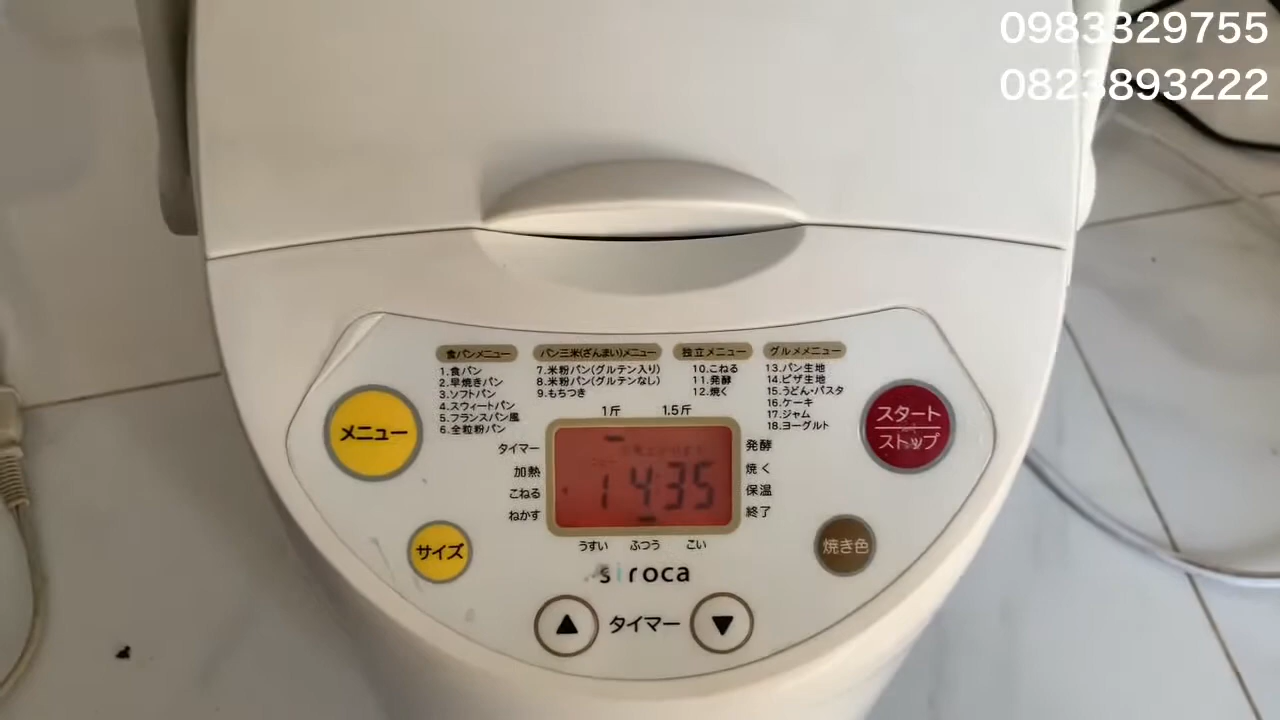 0983329755
0823893222
食パンメニュー
1.食パン
2.早焼きパン
3.ソフトパン
4.スウィートパン
5.フランスパン風
6.全粒粉パン
パン三米(ざんまい)メニュー
7.米粉パン(グルテン入り)
8.米粉パン(グルテンなし)
9.もちつき
独立メニュー
10.こねる
11.発酵
12.焼く
グルメメニュー
13.パン生地
14.ピザ生地
15.うどん・パスタ
16.ケーキ
17.ジャム
18.ヨーグルト
1斤 1.5斤
メニュー
スタート
ストップ
タイマー
加熱
こねる
ねかす
1 4:35
発酵
焼く
保温
終了
うすい ふつう こい
サイズ
焼き色
siroca
▲ タイマー ▼